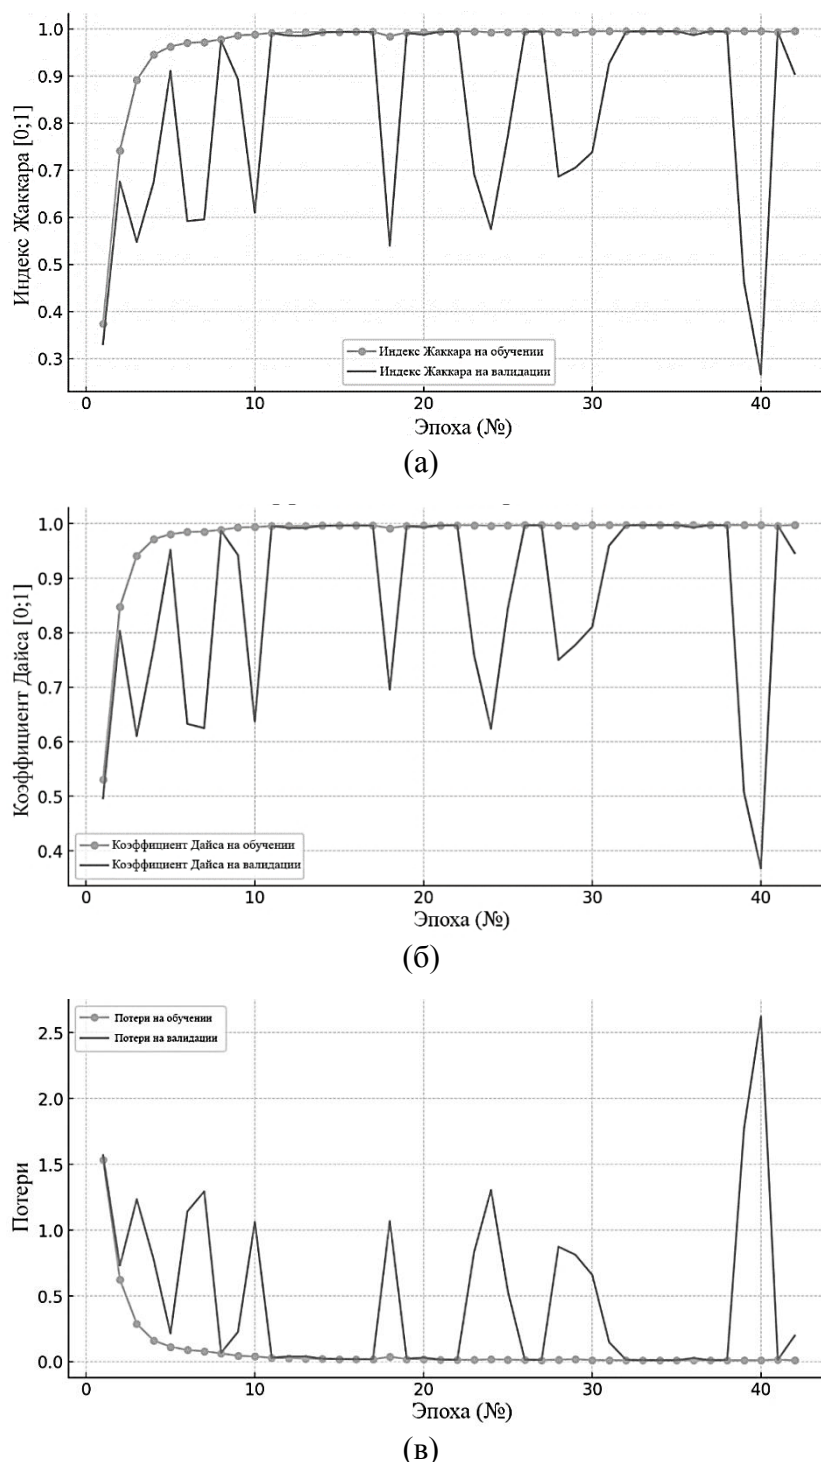 1.0
0.9
0.8
0.7
0.6
0.5
0.4
0.3
Индекс Жаккара [0;1]
Индекс Жаккара на обучении
Индекс Жаккара на валидации
0 10 20 30 40
Эпоха (№)
(а)
1.0
0.9
0.8
0.7
0.6
0.5
0.4
Коэффициент Дайса [0;1]
Коэффициент Дайса на обучении
Коэффициент Дайса на валидации
0 10 20 30 40
Эпоха (№)
(б)
Потери на обучении
Потери на валидации
2.5
2.0
1.5
1.0
0.5
0.0
Потери
0 10 20 30 40
Эпоха (№)
(в)